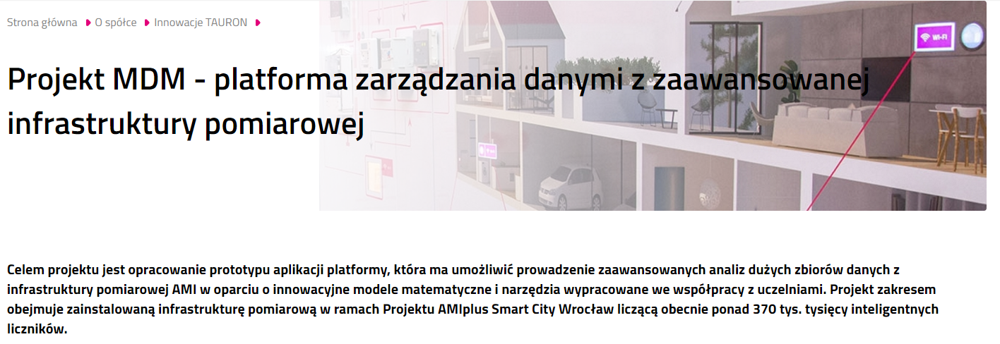 Strona główna O spółce Innowacje TAURON
WI-FI
Projekt MDM - platforma zarządzania danymi z zaawansowanej
infrastruktury pomiarowej
Celem projektu jest opracowanie prototypu aplikacji platformy, która ma umożliwić prowadzenie zaawansowanych analiz dużych zbiorów danych z
infrastruktury pomiarowej AMI w oparciu o innowacyjne modele matematyczne i narzędzia wypracowane we współpracy z uczelniami. Projekt zakresem
obejmuje zainstalowaną infrastrukturę pomiarową w ramach Projektu AMIplus Smart City Wrocław liczącą obecnie ponad 370 tys. tysięcy inteligentnych
liczników.